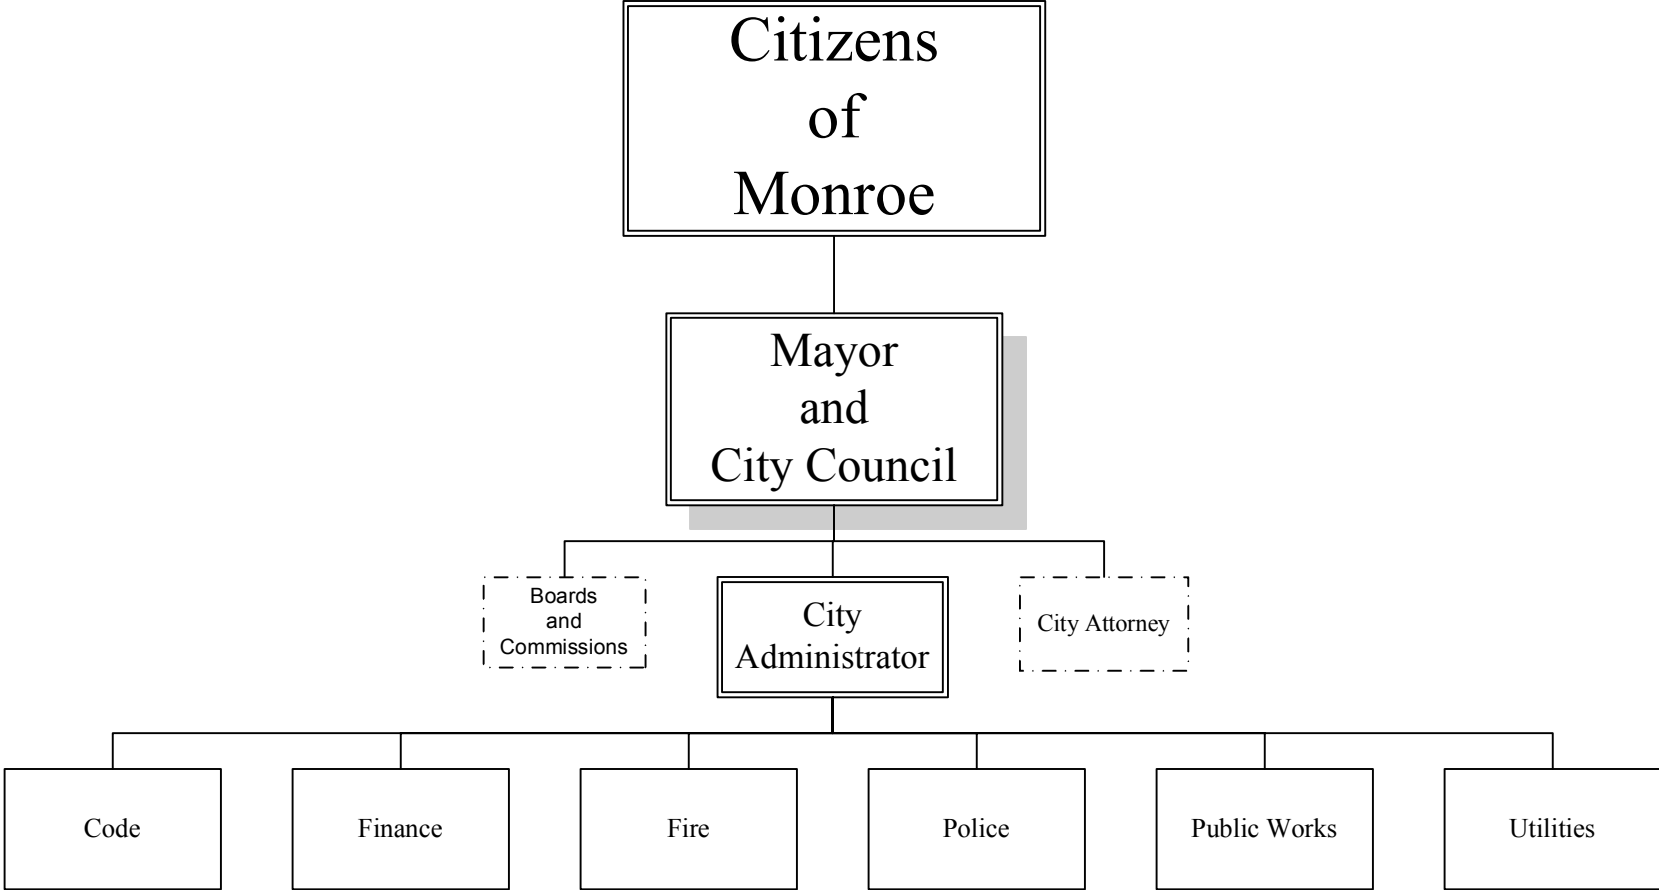 Citizens
of
Monroe
Mayor
and
City Council
Boards
and
Commissions
City
Administrator
City Attorney
Code
Finance
Fire
Police
Public Works
Utilities